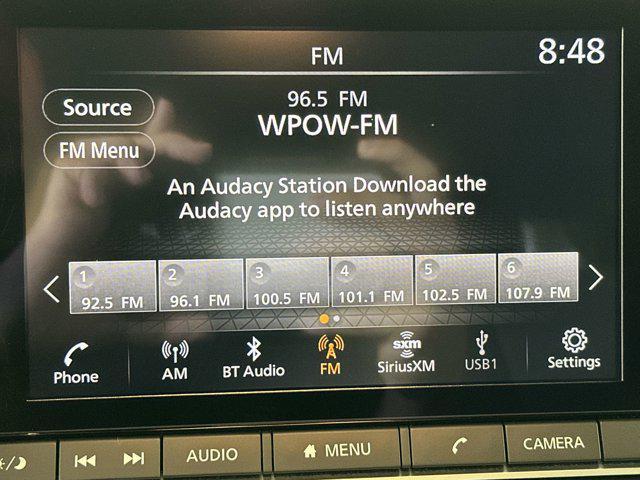 FM
8:48
Source
96.5 FM
WPOW-FM
FM Menu
An Audacy Station Download the
Audacy app to listen anywhere
1 2 3 4 5 6
92.5 FM 96.1 FM 100.5 FM 101.1 FM 102.5 FM 107.9 FM
Phone AM BT Audio FM sxm SiriusXM USB1 Settings
AUDIO MENU CAMERA